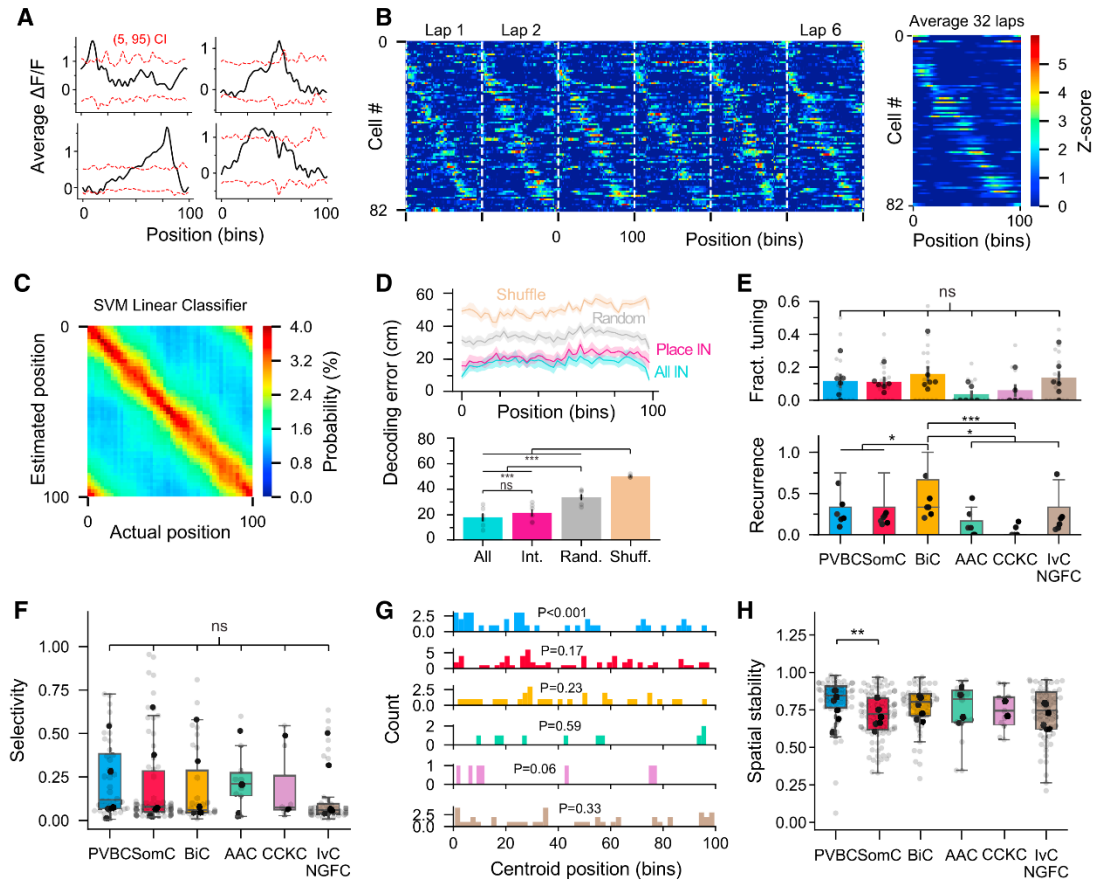 A
(5, 95) CI
1
0
1
0
1
0
1
0
Average ΔF/F
0
100
0
100
Position (bins)
Position (bins)
B
Lap 1
Lap 2
Lap 6
0
Cell #
82
0
100
Position (bins)
Position (bins)
Average 32 laps
0
Cell #
82
0
100
Position (bins)
5
4
3
2
1
0
Z-score
C
SVM Linear Classifier
0
Estimated position
100
0
100
Actual position
4.0
3.2
2.4
1.6
0.8
0.0
Probability (%)
D
60
40
20
0
Shuffle
Random
Place IN
All IN
0
100
Position (bins)
Decoding error (cm)
80
60
40
20
0
***
***
ns
All
Int.
Rand.
Shuff.
E
ns
0.6
0.4
0.2
0.0
Fract. tuning
***
*
*
1.0
0.5
0.0
Recurrence
PVBC
SomC
BiC
AAC
CCKC
IvC
NGFC
F
ns
1.00
0.75
0.50
0.25
0.00
Selectivity
PVBC
SomC
BiC
AAC
CCKC
IvC
NGFC
G
2.5
0.0
P<0.001
5
0
P=0.17
2.5
0.0
P=0.23
2
0
P=0.59
1
0
P=0.06
2.5
0.0
P=0.33
Count
0
20
40
60
80
100
Centroid position (bins)
H
**
1.25
1.00
0.75
0.50
0.25
0.00
Spatial stability
PVBC
SomC
BiC
AAC
CCKC
IvC
NGFC